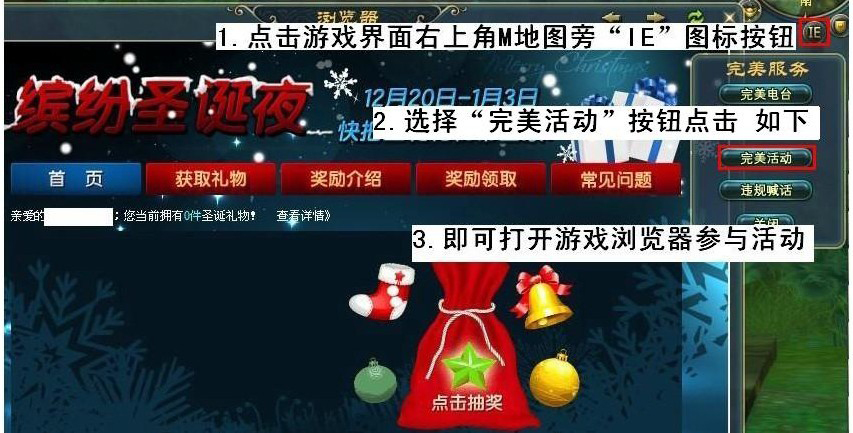 浏览器
南
1.点击游戏界面右上角M地图旁“IE”图标按钮
IE
Merry Christmas
完美服务
缤纷圣诞夜
12月20日-1月3日
完美电台
2.选择“完美活动”按钮点击 如下
完美活动
首 页 获取礼物 奖励介绍 奖励领取 常见问题
违规喊话
亲爱的 ；您当前拥有0件圣诞礼物！ 查看详情》
关闭
3.即可打开游戏浏览器参与活动
点击抽奖